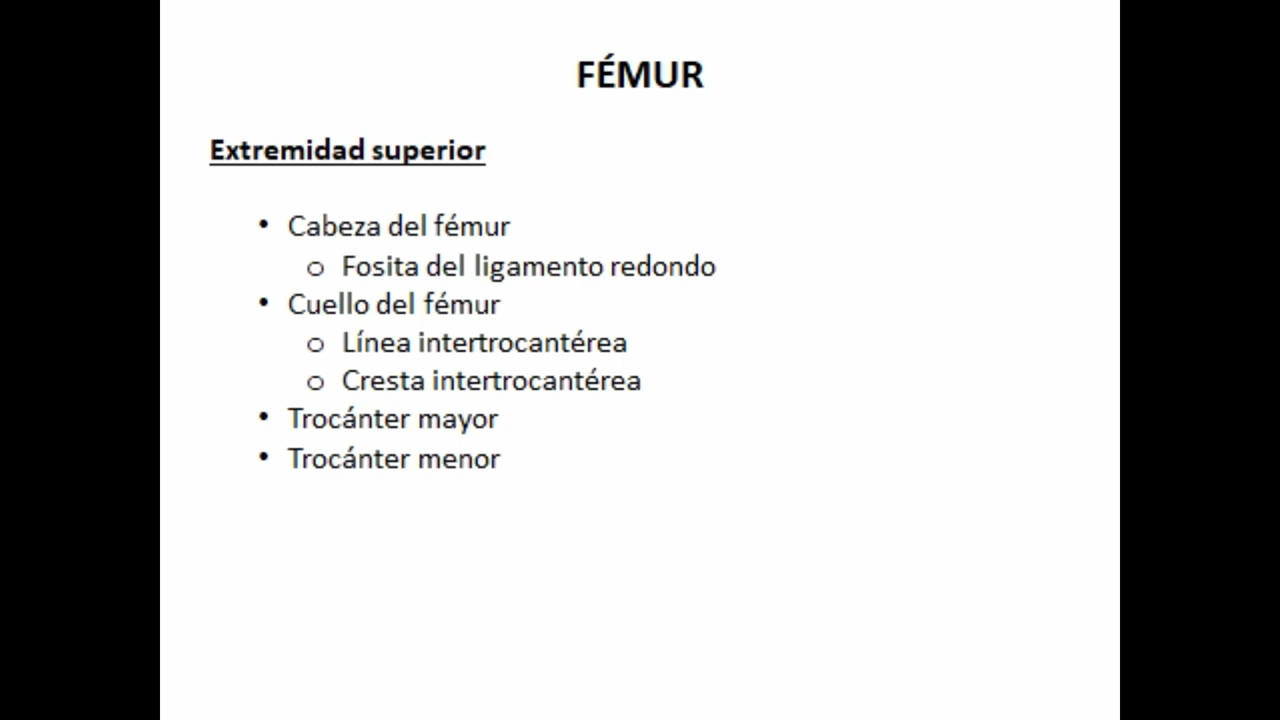 FÉMUR
Extremidad superior
• Cabeza del fémur
o Fosita del ligamento redondo
• Cuello del fémur
o Línea intertrocantérea
o Cresta intertrocantérea
• Trocánter mayor
• Trocánter menor